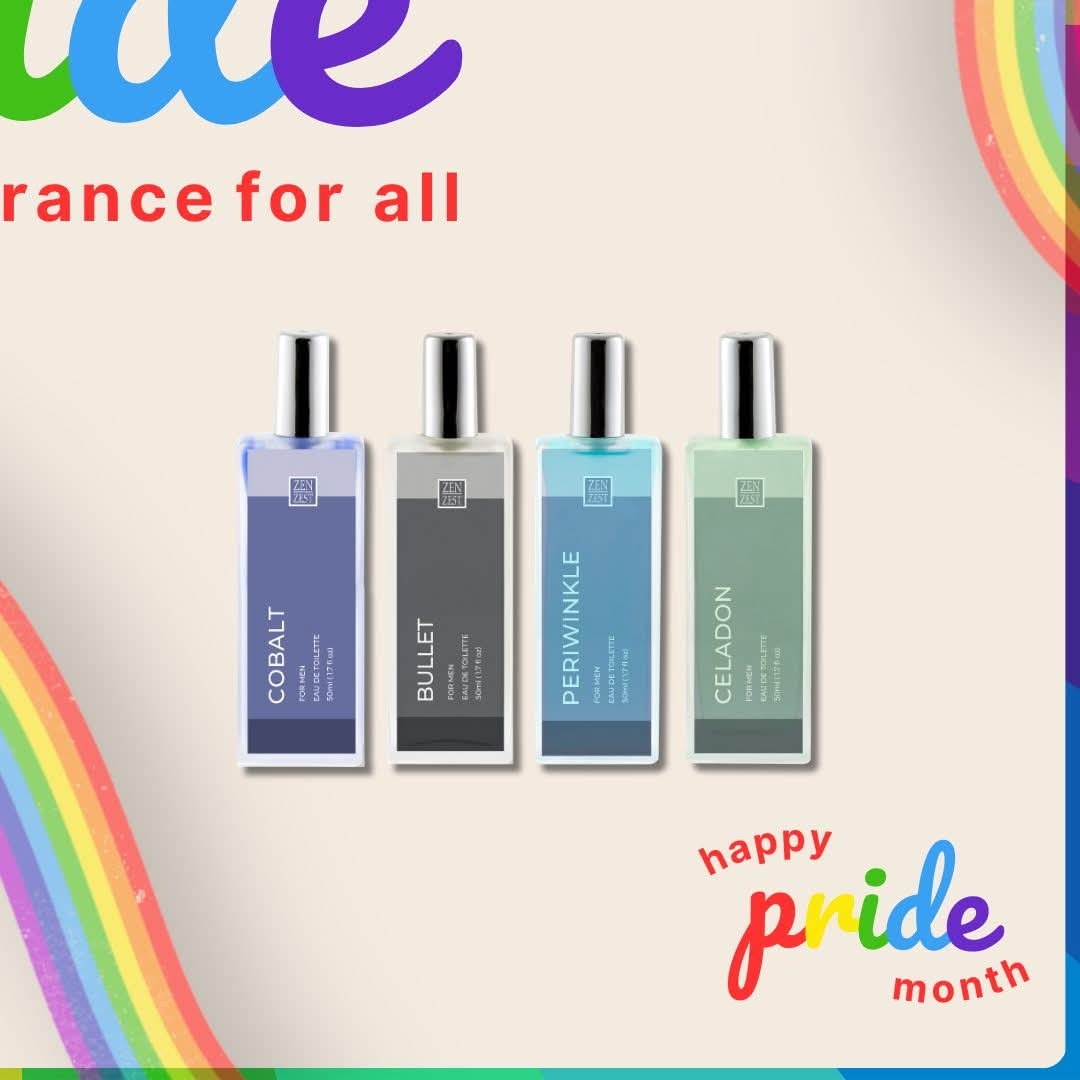 ide
rance for all
ZEN
ZEST
COBALT
FOR MEN
EAU DE TOILETTE
50ml (1.7 fl oz)
ZEN
ZEST
BULLET
FOR MEN
EAU DE TOILETTE
50ml (1.7 fl oz)
ZEN
ZEST
PERIWINKLE
FOR MEN
EAU DE TOILETTE
50ml (1.7 fl oz)
ZEN
ZEST
CELADON
FOR MEN
EAU DE TOILETTE
50ml (1.7 fl oz)
happy
pride
month